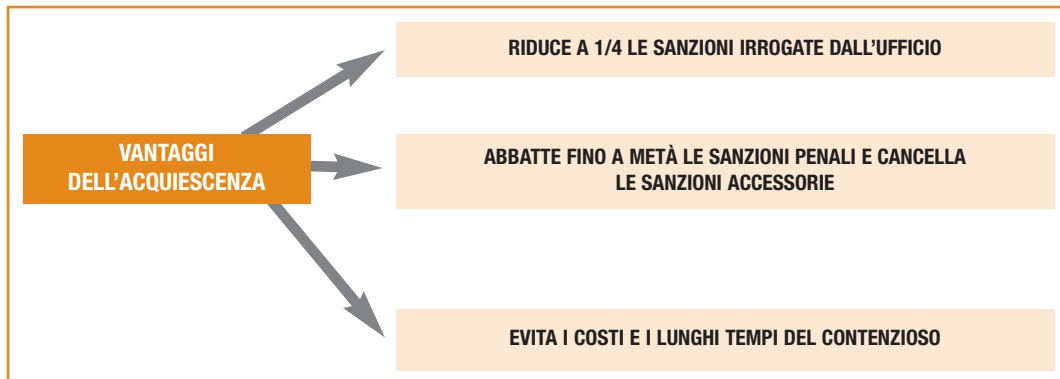 RIDUCE A 1/4 LE SANZIONI IRROGATE DALL'UFFICIO
VANTAGGI
DELL'ACQUIESCENZA
ABBATTE FINO A METÀ LE SANZIONI PENALI E CANCELLA
LE SANZIONI ACCESSORIE
EVITA I COSTI E I LUNGHI TEMPI DEL CONTENZIOSO